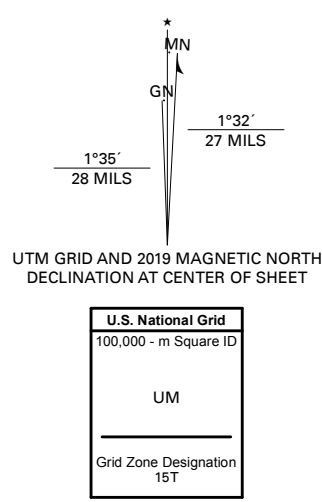 MN
GN
1°32´
27 MILS
1°35´
28 MILS
UTM GRID AND 2019 MAGNETIC NORTH
DECLINATION AT CENTER OF SHEET
U.S. National Grid
100,000 - m Square ID
UM
Grid Zone Designation
15T